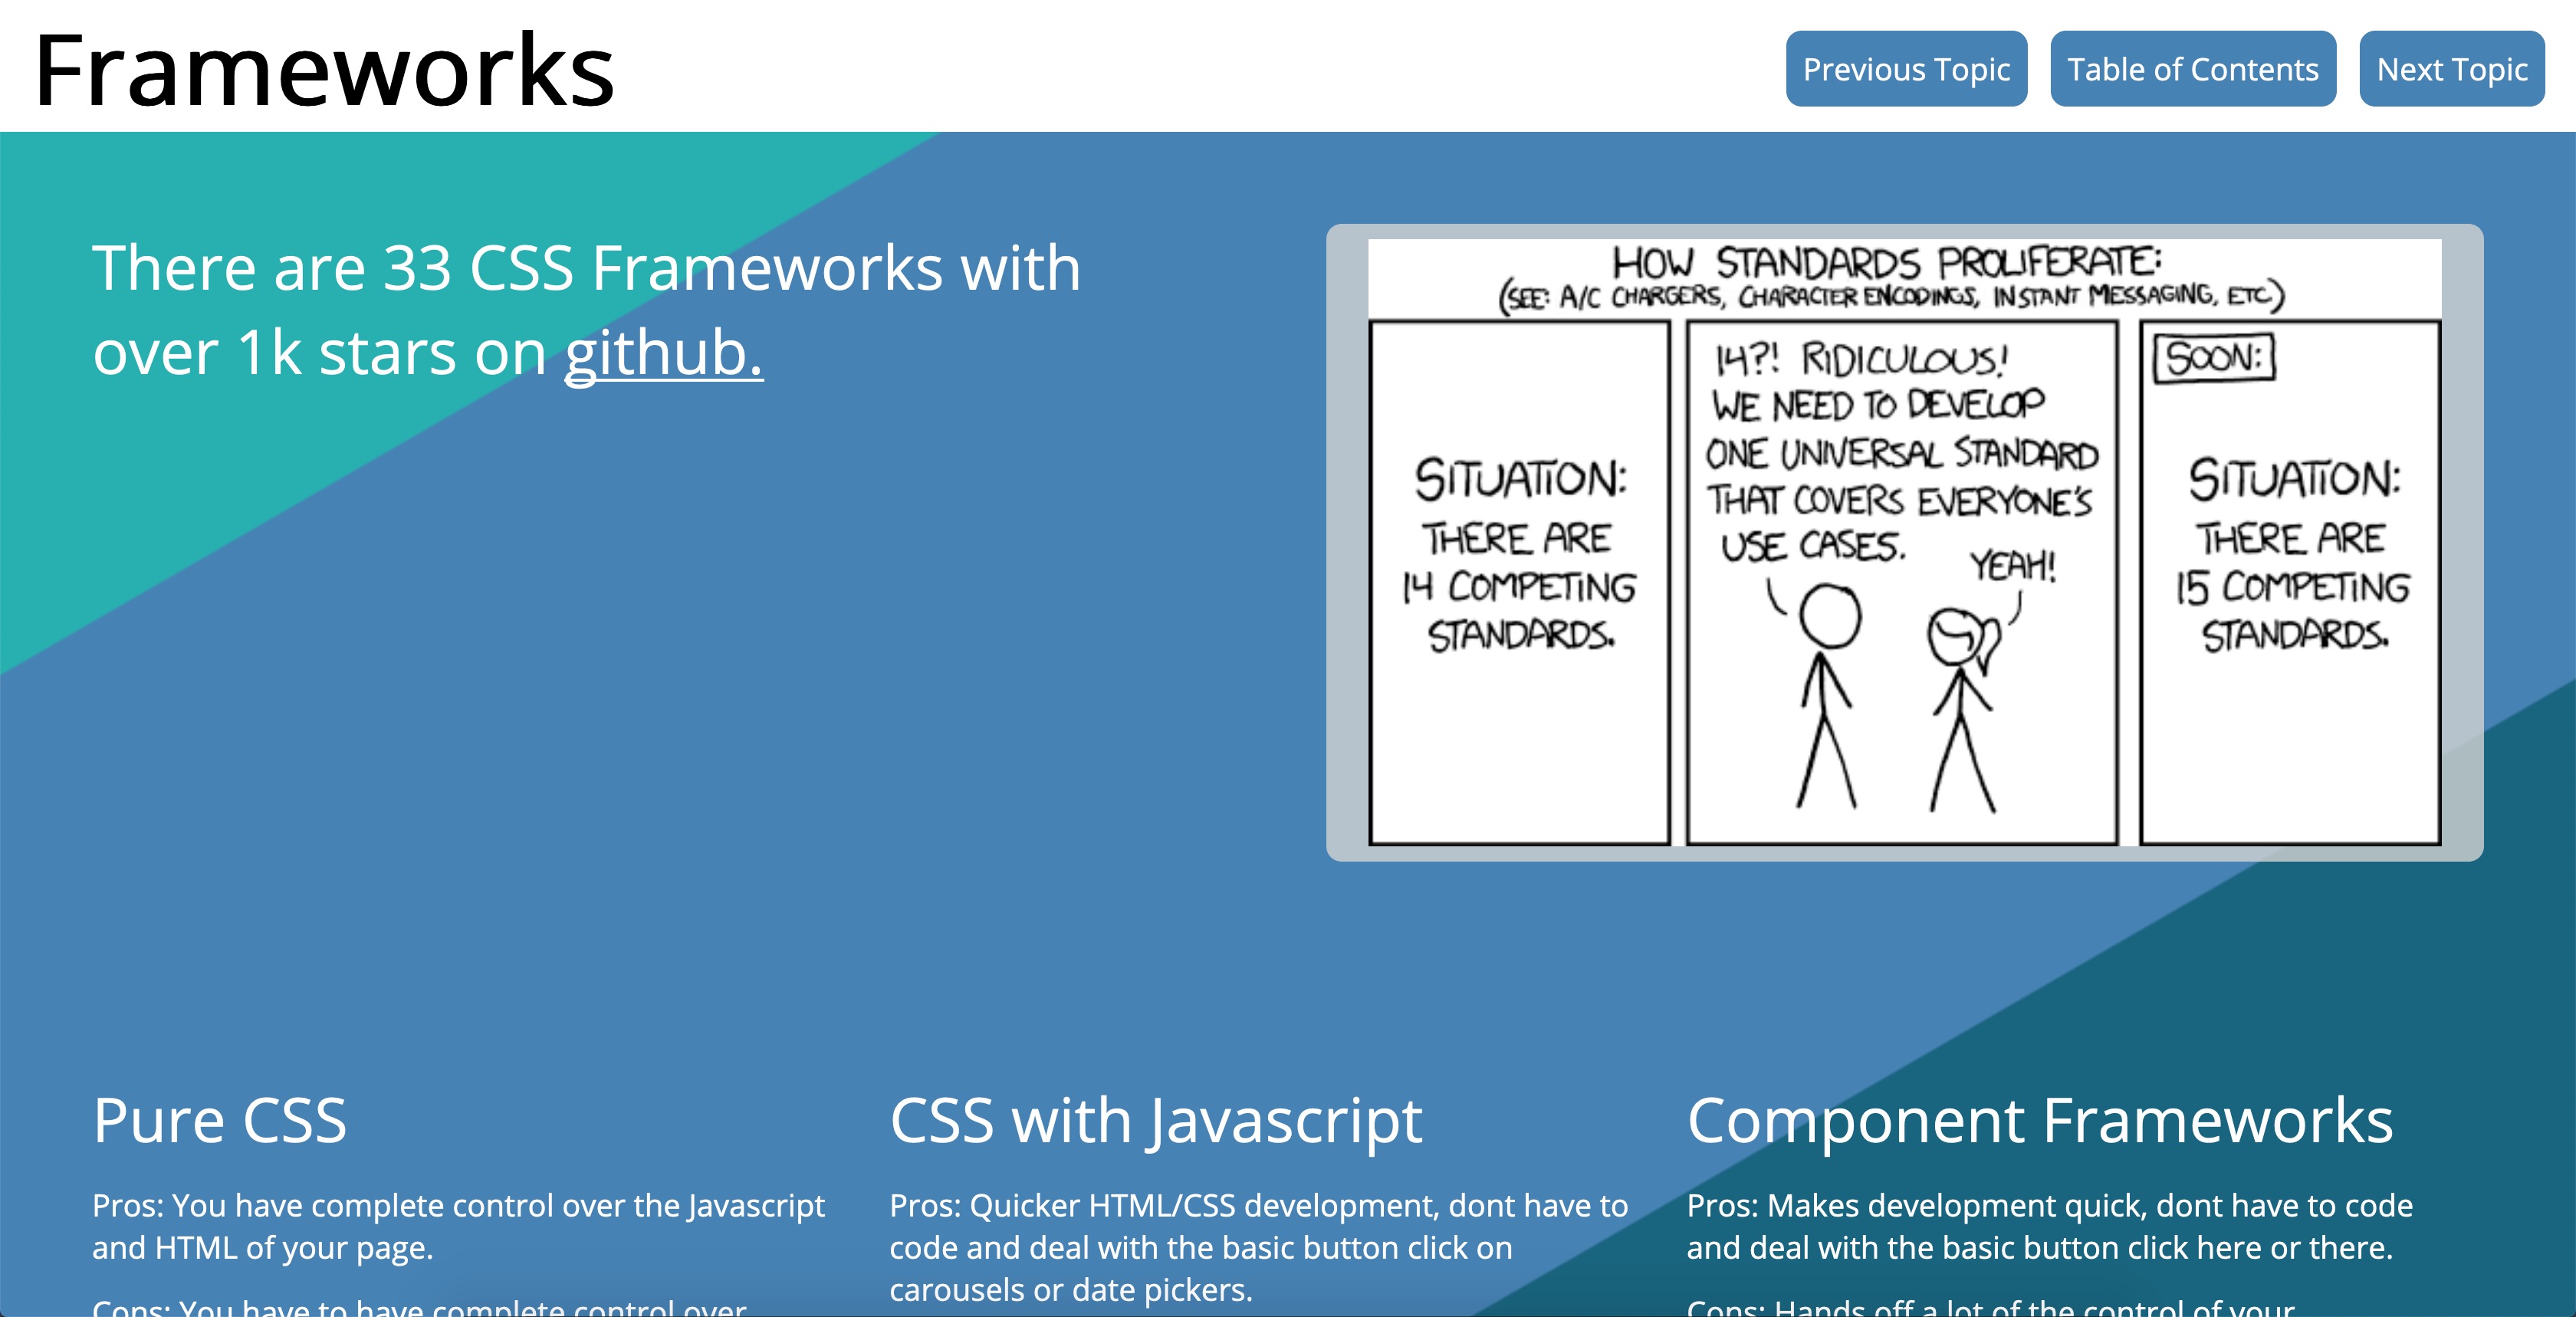 Frameworks
Previous Topic
Table of Contents
Next Topic
There are 33 CSS Frameworks with
over 1k stars on github.
HOW STANDARDS PROLIFERATE:
(SEE: A/C CHARGERS, CHARACTER ENCODINGS, INSTANT MESSAGING, ETC)
SITUATION:
THERE ARE
14 COMPETING
STANDARDS.
14?! RIDICULOUS!
WE NEED TO DEVELOP
ONE UNIVERSAL STANDARD
THAT COVERS EVERYONE'S
USE CASES.
YEAH!
SOON:
SITUATION:
THERE ARE
15 COMPETING
STANDARDS.
Pure CSS
Pros: You have complete control over the Javascript
and HTML of your page.
Cons: You have to have complete control over
CSS with Javascript
Pros: Quicker HTML/CSS development, dont have to
code and deal with the basic button click on
carousels or date pickers.
Component Frameworks
Pros: Makes development quick, dont have to code
and deal with the basic button click here or there.
Cons: Hands off a lot of the control of your